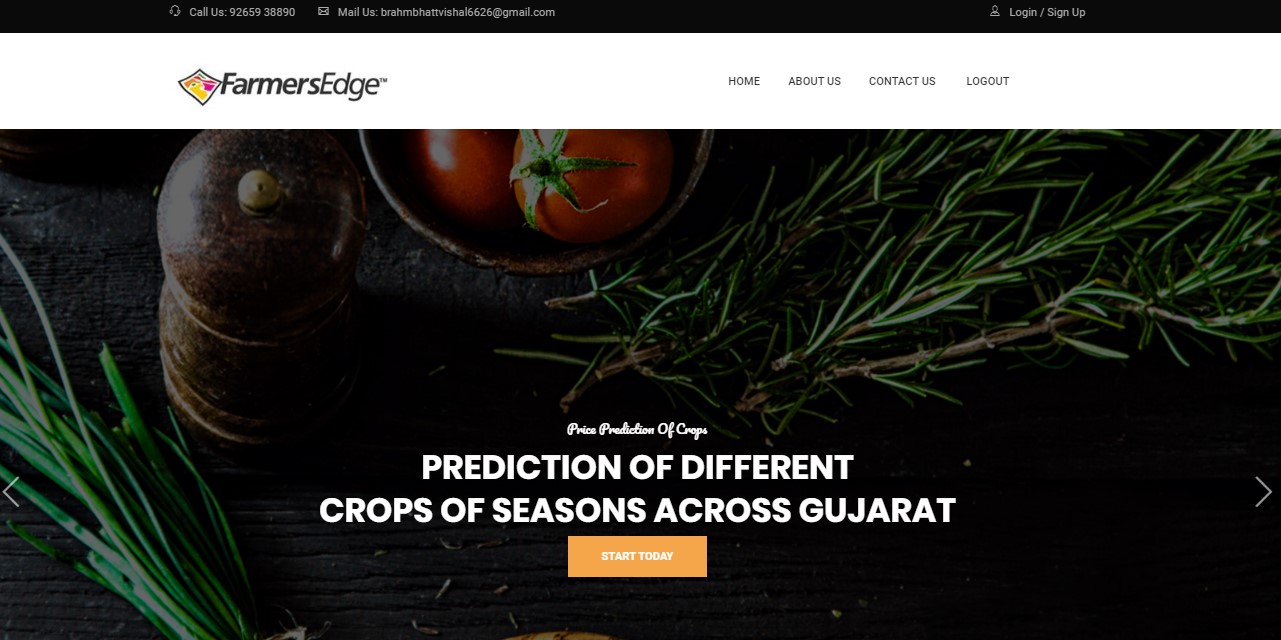 Call Us: 92659 38890 Mail Us: brahmbhattvishal6626@gmail.com Login / Sign Up
FarmersEdge™ HOME ABOUT US CONTACT US LOGOUT
Price Prediction Of Crops
PREDICTION OF DIFFERENT
CROPS OF SEASONS ACROSS GUJARAT
START TODAY